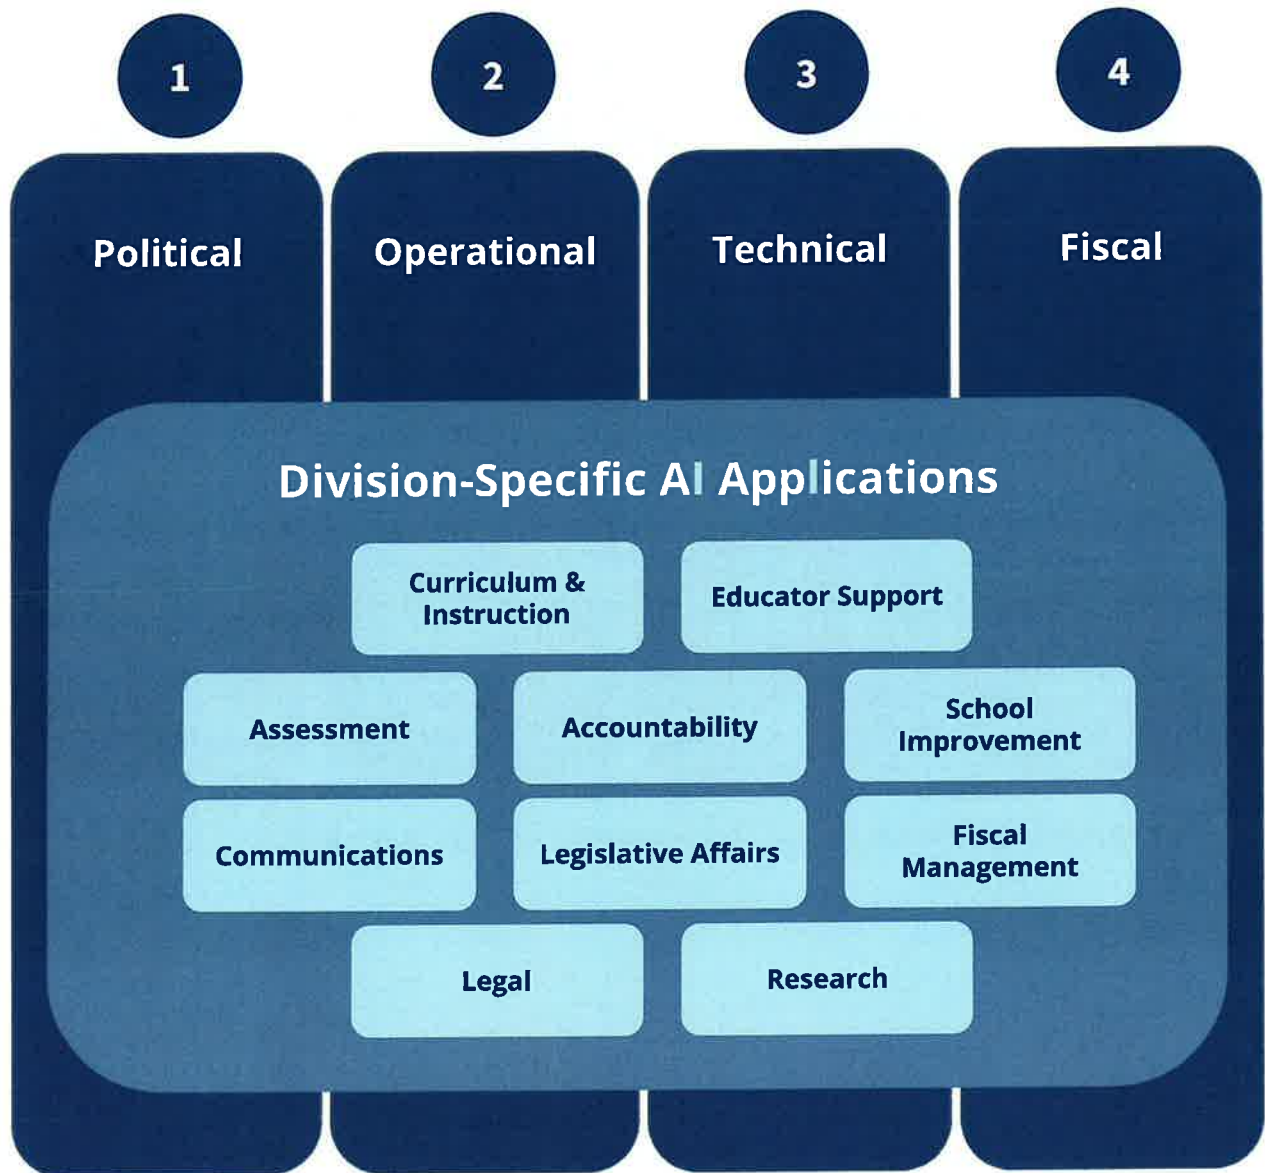 1
2
3
4
Political
Operational
Technical
Fiscal
Division-Specific AI Applications
Curriculum &
Instruction
Educator Support
Assessment
Accountability
School
Improvement
Communications
Legislative Affairs
Fiscal
Management
Legal
Research